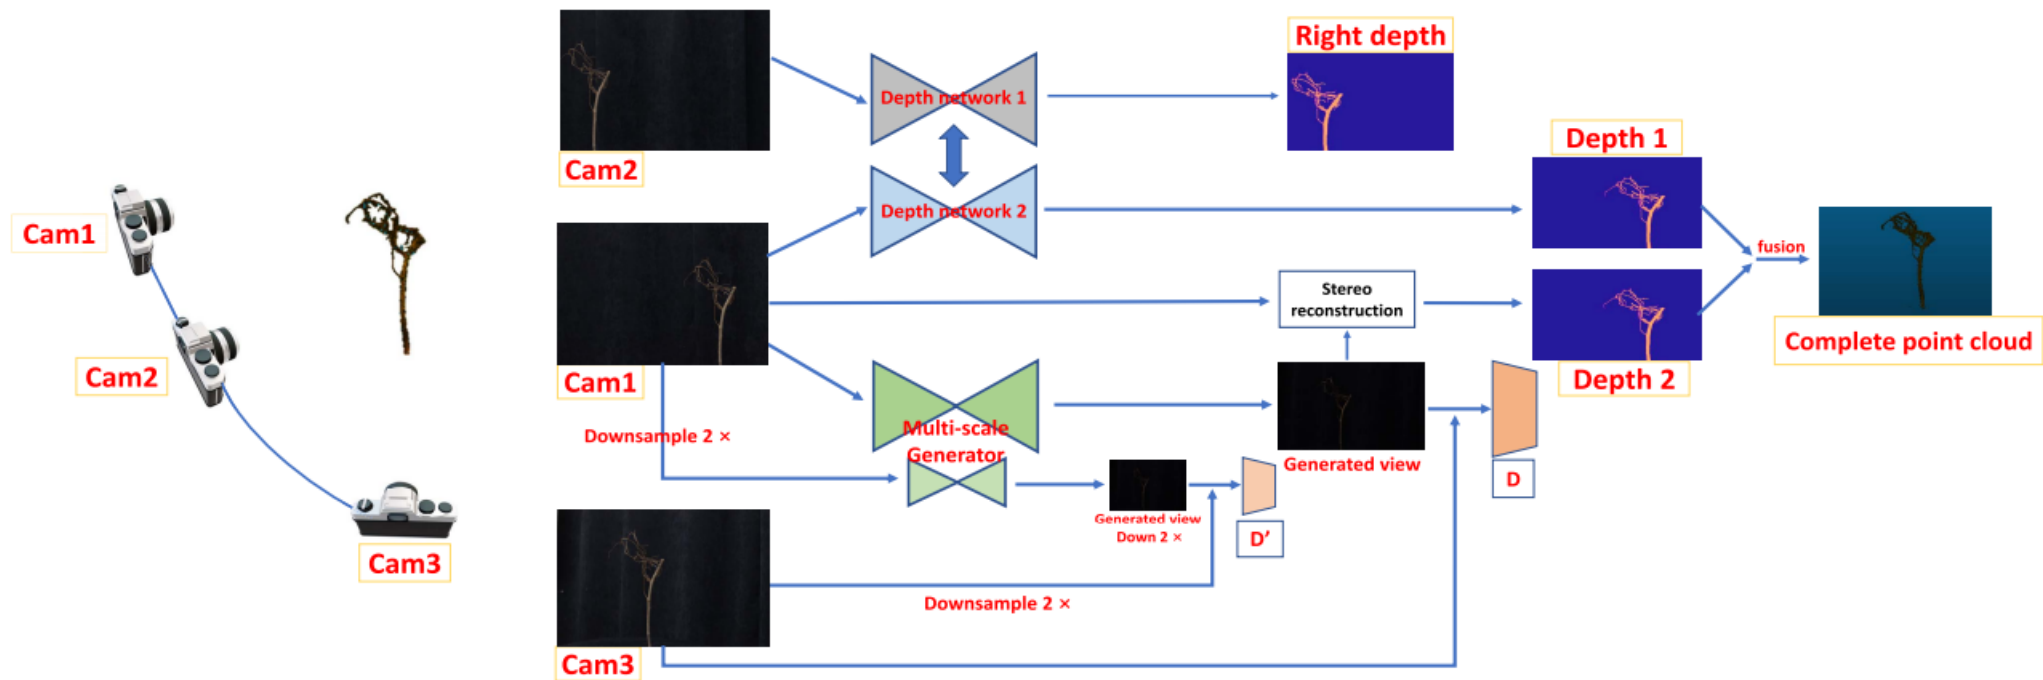 Cam1
Cam2
Cam3
Cam2
Depth network 1
Right depth
Depth network 2
Depth 1
Cam1
Stereo
reconstruction
Depth 2
fusion
Complete point cloud
Downsample 2 ×
Multi-scale
Generator
Generated view
D
Generated view
Down 2 ×
D'
Downsample 2 ×
Cam3